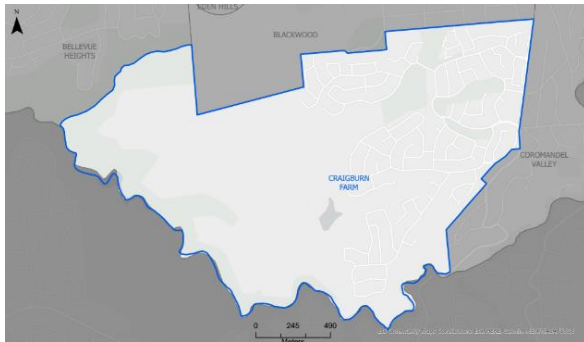 EDEN HILLS
N
BLACKWOOD
BELLEVUE
HEIGHTS
COROMANDEL
VALLEY
CRAIGBURN
FARM
0 245 490
Meters